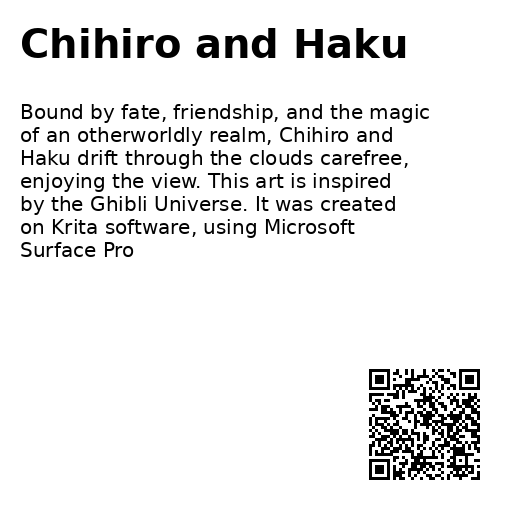 Chihiro and Haku
Bound by fate, friendship, and the magic
of an otherworldly realm, Chihiro and
Haku drift through the clouds carefree,
enjoying the view. This art is inspired
by the Ghibli Universe. It was created
on Krita software, using Microsoft
Surface Pro